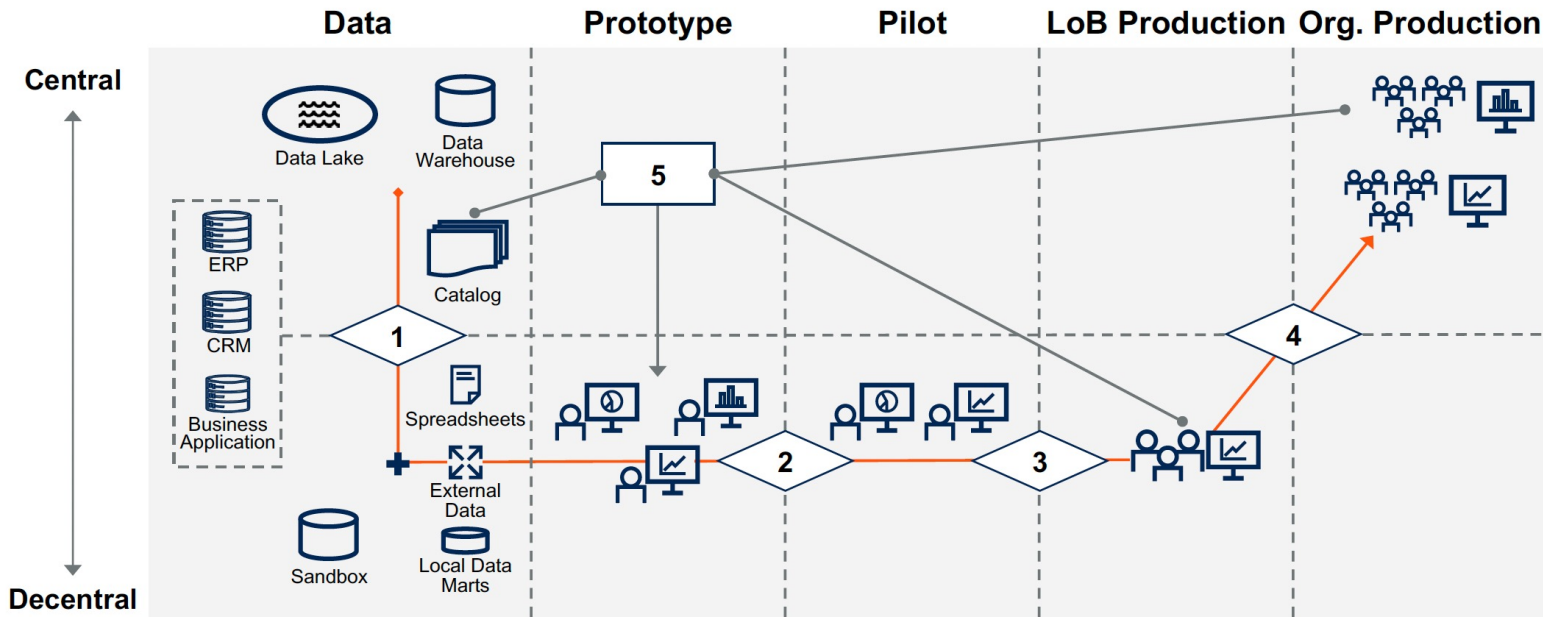 Data
Prototype
Pilot
LoB Production
Org. Production
Central
Data Lake
Data
Warehouse
5
ERP
Catalog
CRM
1
4
Spreadsheets
Business
Application
2
3
External
Data
Sandbox
Local Data
Marts
Decentral